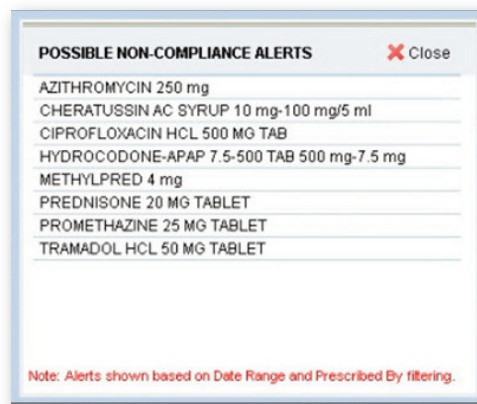 POSSIBLE NON-COMPLIANCE ALERTS Close
AZITHROMYCIN 250 mg
CHERATUSSIN AC SYRUP 10 mg-100 mg/5 ml
CIPROFLOXACIN HCL 500 MG TAB
HYDROCODONE-APAP 7.5-500 TAB 500 mg-7.5 mg
METHYLPRED 4 mg
PREDNISONE 20 MG TABLET
PROMETHAZINE 25 MG TABLET
TRAMADOL HCL 50 MG TABLET
Note: Alerts shown based on Date Range and Prescribed By filtering.